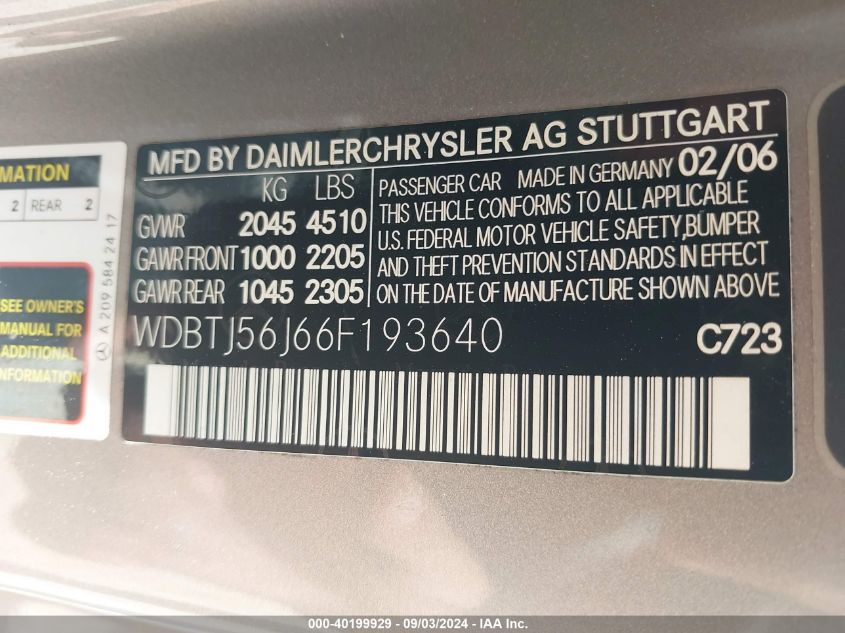 MATION
2 REAR 2
SEE OWNER'S
MANUAL FOR
ADDITIONAL
INFORMATION
A 209 584 24 17
MFD BY DAIMLERCHRYSLER AG STUTTGART
KG LBS
GVWR 2045 4510
GAWR FRONT 1000 2205
GAWR REAR 1045 2305
PASSENGER CAR MADE IN GERMANY 02/06
THIS VEHICLE CONFORMS TO ALL APPLICABLE
U.S. FEDERAL MOTOR VEHICLE SAFETY,BUMPER
AND THEFT PREVENTION STANDARDS IN EFFECT
ON THE DATE OF MANUFACTURE SHOWN ABOVE
WDBTJ56J66F193640 C723
000-40199929 - 09/03/2024 - IAA Inc.